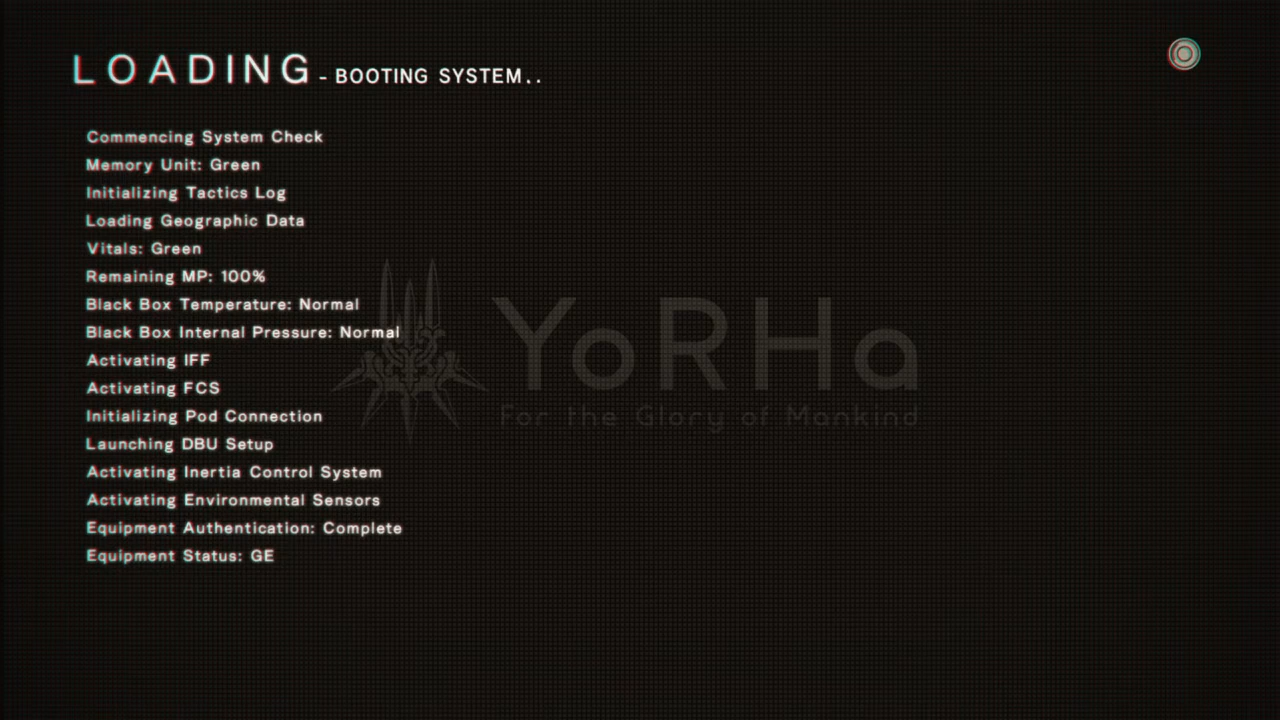 LOADING - BOOTING SYSTEM..
Commencing System Check
Memory Unit: Green
Initializing Tactics Log
Loading Geographic Data
Vitals: Green
Remaining MP: 100%
Black Box Temperature: Normal
Black Box Internal Pressure: Normal
Activating IFF
Activating FCS
Initializing Pod Connection
Launching DBU Setup
Activating Inertia Control System
Activating Environmental Sensors
Equipment Authentication: Complete
Equipment Status: GE
YoRHa
For the Glory of Mankind